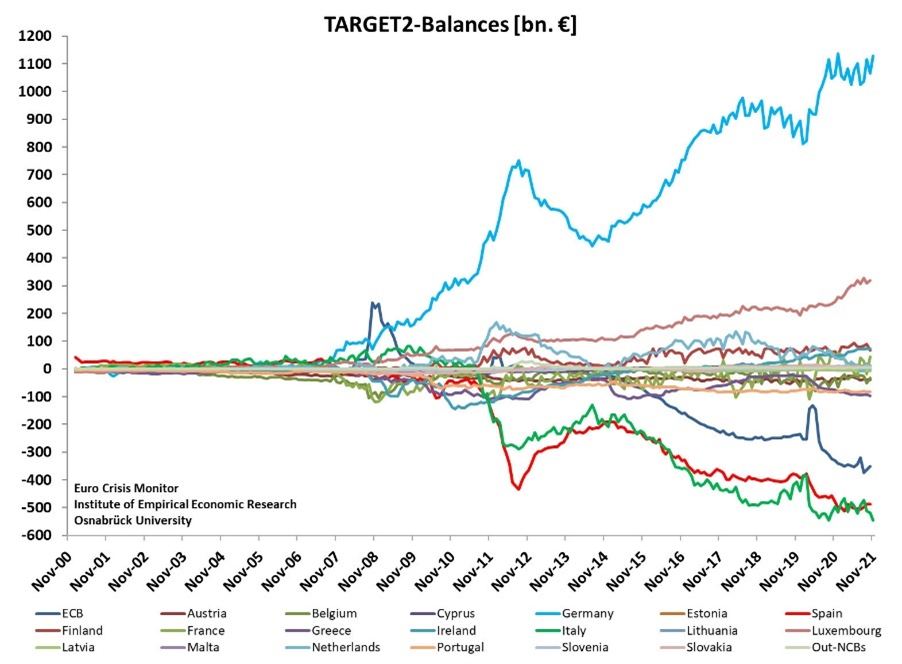 TARGET2-Balances [bn. €]
1200
1100
1000
900
800
700
600
500
400
300
200
100
0
-100
-200
-300
-400
-500
-600
Euro Crisis Monitor
Institute of Empirical Economic Research
Osnabrück University
Nov-00 Nov-01 Nov-02 Nov-03 Nov-04 Nov-05 Nov-06 Nov-07 Nov-08 Nov-09 Nov-10 Nov-11 Nov-12 Nov-13 Nov-14 Nov-15 Nov-16 Nov-17 Nov-18 Nov-19 Nov-20 Nov-21
ECB Austria Belgium Cyprus Germany Estonia Spain
Finland France Greece Ireland Italy Lithuania Luxembourg
Latvia Malta Netherlands Portugal Slovenia Slovakia Out-NCBs